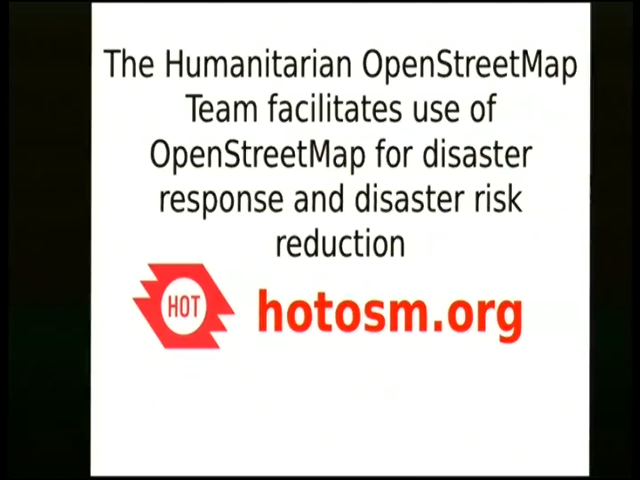 The Humanitarian OpenStreetMap
Team facilitates use of
OpenStreetMap for disaster
response and disaster risk
reduction
HOT
hotosm.org